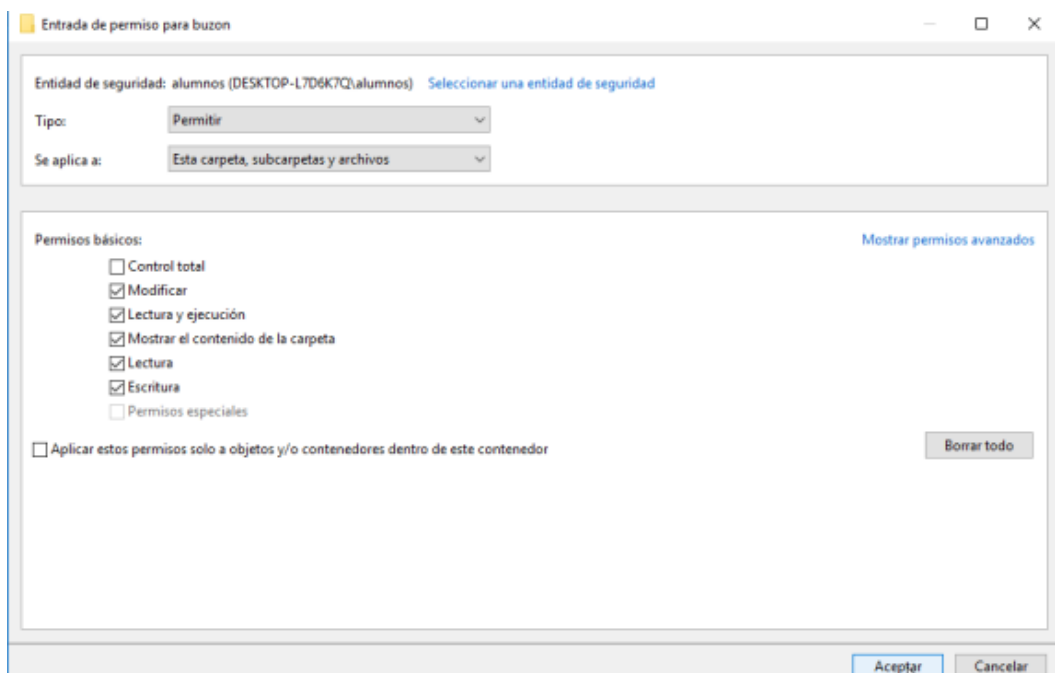 Entrada de permiso para buzon
Entidad de seguridad: alumnos (DESKTOP-L7D6K7Q\alumnos) Seleccionar una entidad de seguridad
Tipo: Permitir
Se aplica a: Esta carpeta, subcarpetas y archivos
Permisos básicos: Mostrar permisos avanzados
Control total
Modificar
Lectura y ejecución
Mostrar el contenido de la carpeta
Lectura
Escritura
Permisos especiales
Aplicar estos permisos solo a objetos y/o contenedores dentro de este contenedor Borrar todo
Aceptar Cancelar